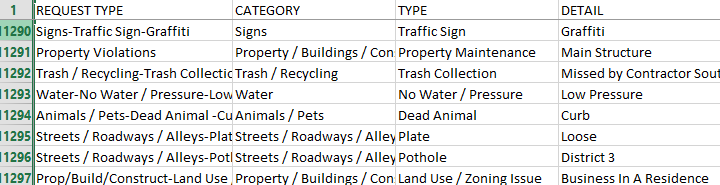 1 REQUEST TYPE CATEGORY TYPE DETAIL
11290 Signs-Traffic Sign-Graffiti Signs Traffic Sign Graffiti
11291 Property Violations Property / Buildings / Con Property Maintenance Main Structure
11292 Trash / Recycling-Trash Collectic Trash / Recycling Trash Collection Missed by Contractor Sout
11293 Water-No Water / Pressure-Low Water No Water / Pressure Low Pressure
11294 Animals / Pets-Dead Animal -Cu Animals / Pets Dead Animal Curb
11295 Streets / Roadways / Alleys-Plat Streets / Roadways / Alley Plate Loose
11296 Streets / Roadways / Alleys-Pot Streets / Roadways / Alley Pothole District 3
11297 Prop/Build/Construct-Land Use Property / Buildings / Con Land Use / Zoning Issue Business In A Residence